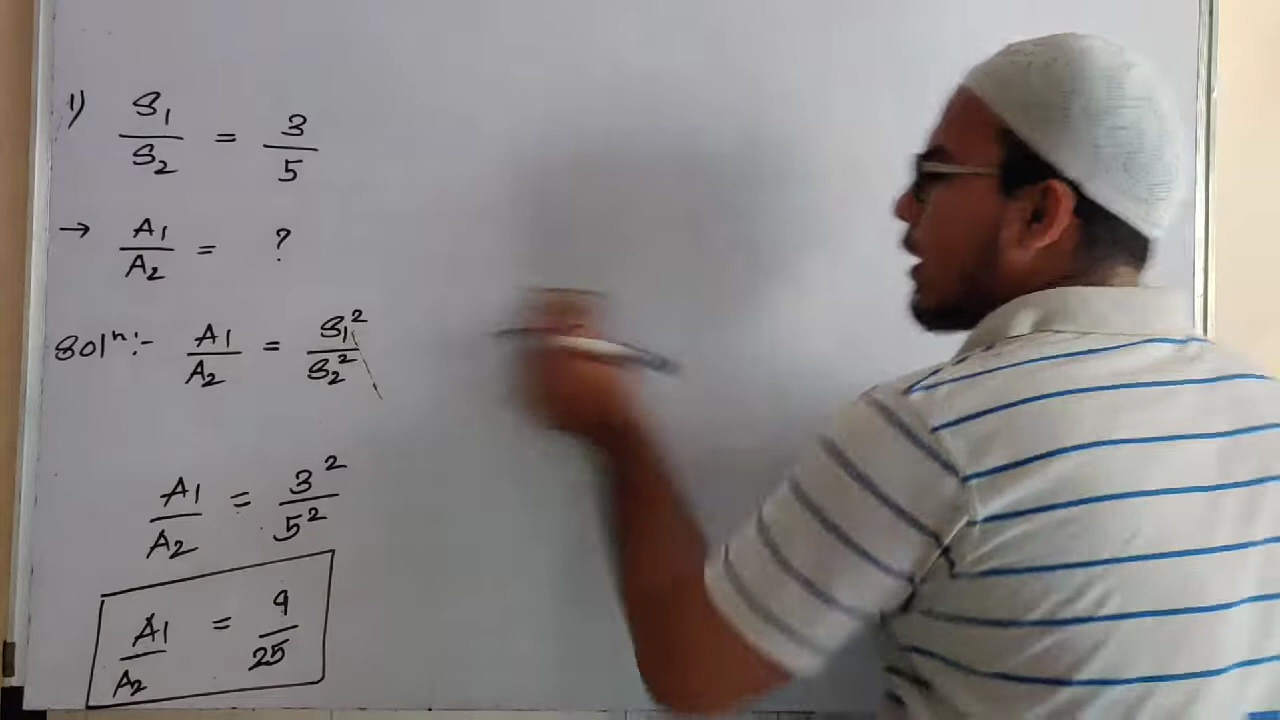 1) S₁/S₂ = 3/5
→ A₁/A₂ = ?
Solⁿ:- A₁/A₂ = S₁²/S₂²
A₁/A₂ = 3²/5²
A₁/A₂ = 9/25